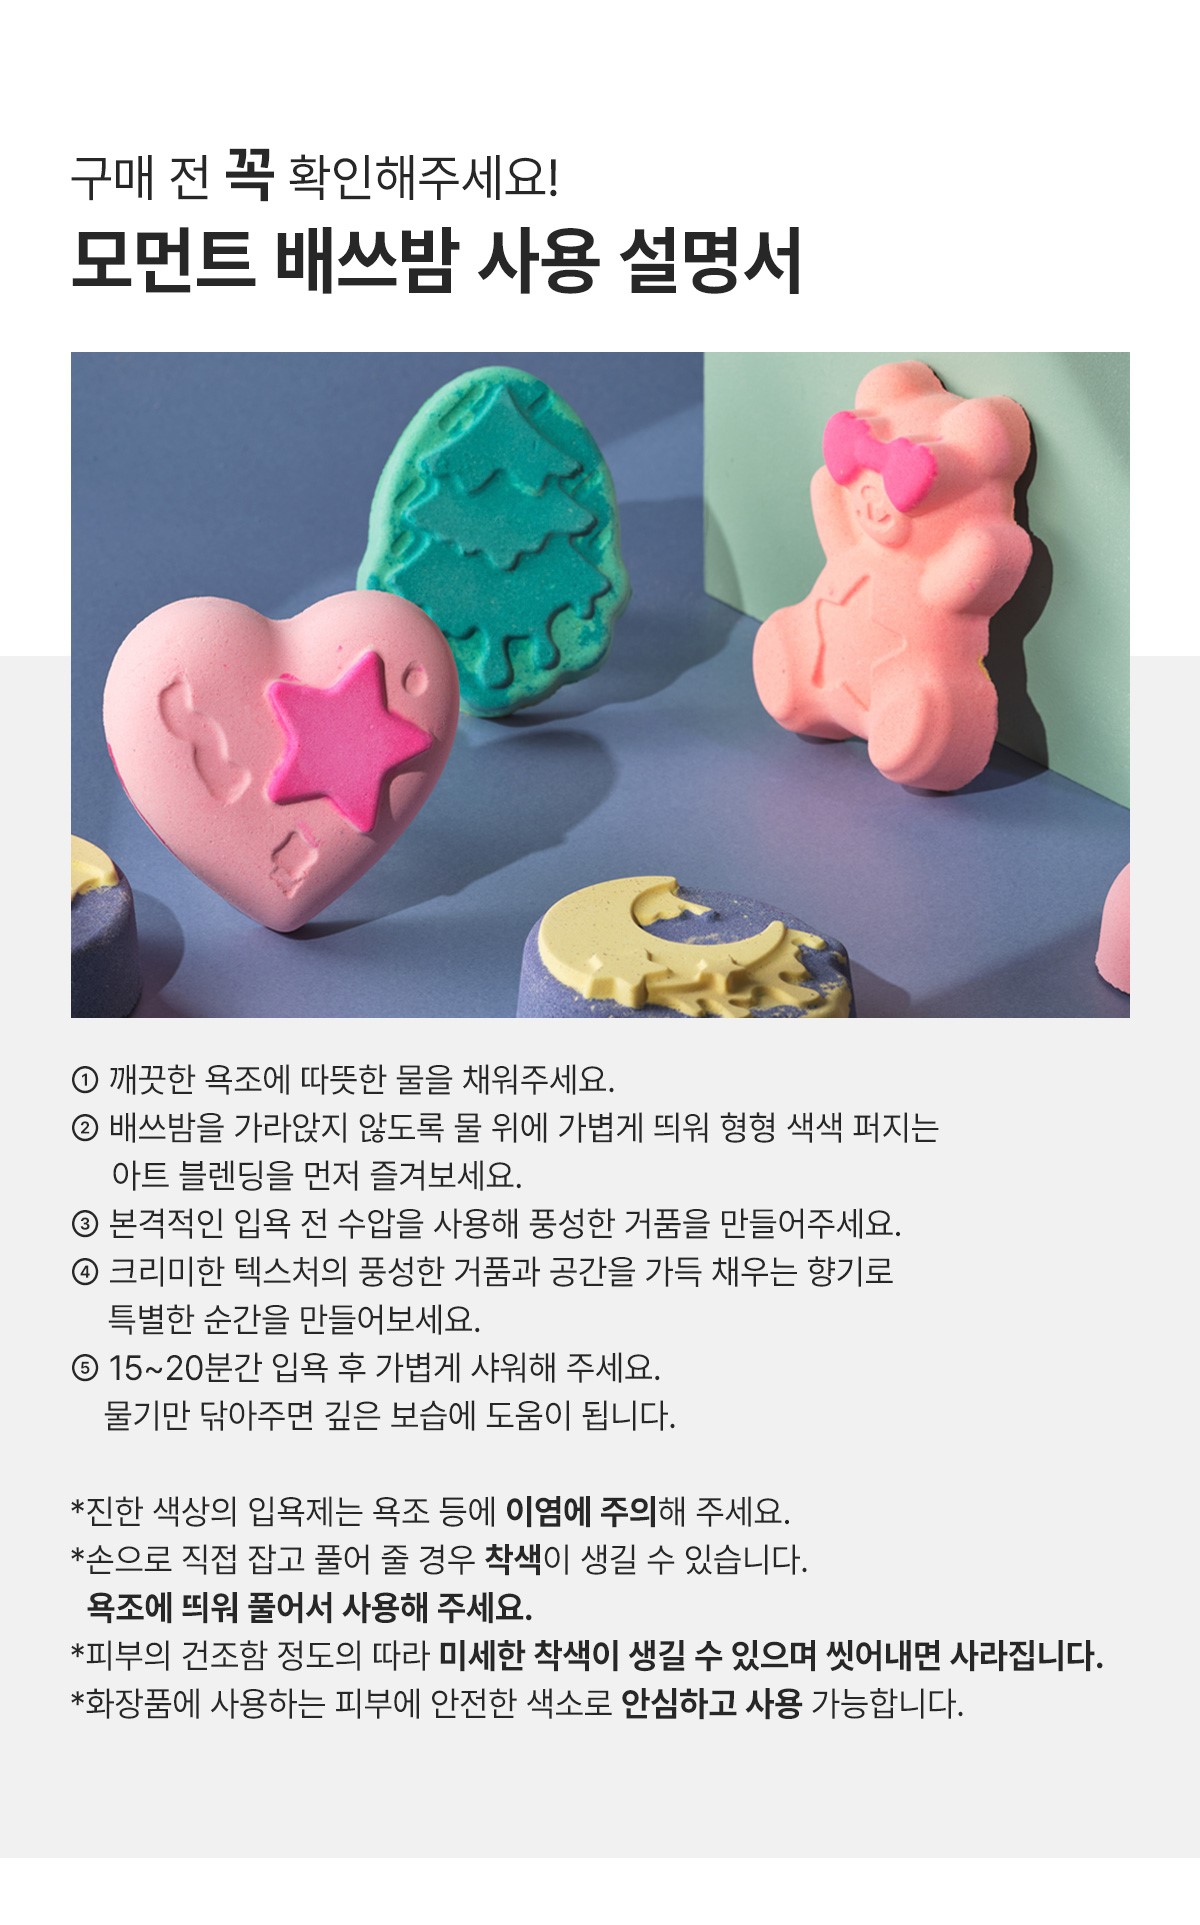 구매 전 꼭 확인해주세요!
모먼트 배쓰밤 사용 설명서
① 깨끗한 욕조에 따뜻한 물을 채워주세요.
② 배쓰밤을 가라앉지 않도록 물 위에 가볍게 띄워 형형 색색 퍼지는
아트 블렌딩을 먼저 즐겨보세요.
③ 본격적인 입욕 전 수압을 사용해 풍성한 거품을 만들어주세요.
④ 크리미한 텍스처의 풍성한 거품과 공간을 가득 채우는 향기로
특별한 순간을 만들어보세요.
⑤ 15~20분간 입욕 후 가볍게 샤워해 주세요.
물기만 닦아주면 깊은 보습에 도움이 됩니다.
*진한 색상의 입욕제는 욕조 등에 이염에 주의해 주세요.
*손으로 직접 잡고 풀어 줄 경우 착색이 생길 수 있습니다.
욕조에 띄워 풀어서 사용해 주세요.
*피부의 건조함 정도의 따라 미세한 착색이 생길 수 있으며 씻어내면 사라집니다.
*화장품에 사용하는 피부에 안전한 색소로 안심하고 사용 가능합니다.